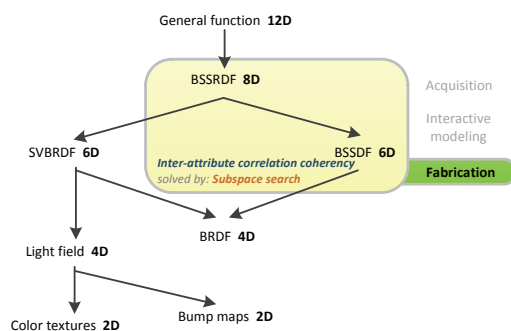 General function 12D
BSSRDF 8D
Acquisition
Interactive
modeling
SVBRDF 6D
BSSDF 6D
Inter-attribute correlation coherency
solved by: Subspace search
Fabrication
BRDF 4D
Light field 4D
Color textures 2D
Bump maps 2D